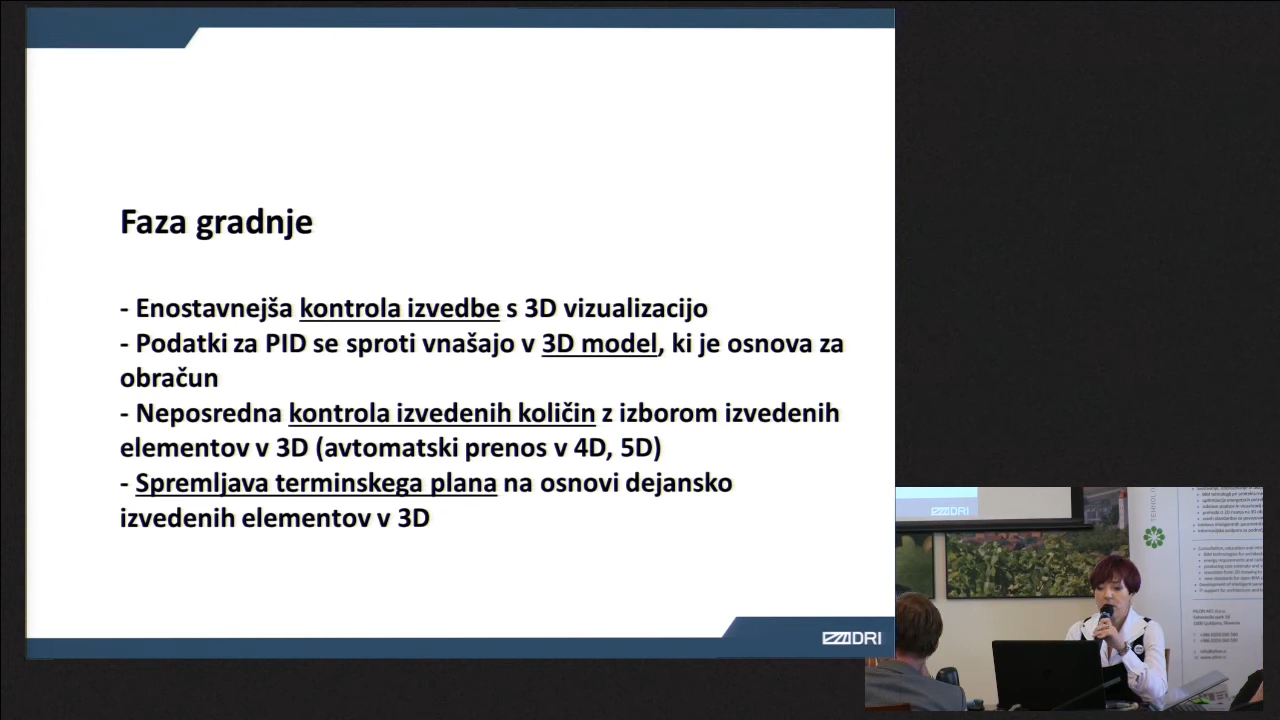 Faza gradnje
- Enostavnejša kontrola izvedbe s 3D vizualizacijo
- Podatki za PID se sproti vnašajo v 3D model, ki je osnova za
obračun
- Neposredna kontrola izvedenih količin z izborom izvedenih
elementov v 3D (avtomatski prenos v 4D, 5D)
- Spremljava terminskega plana na osnovi dejansko
izvedenih elementov v 3D
DRI
DRI